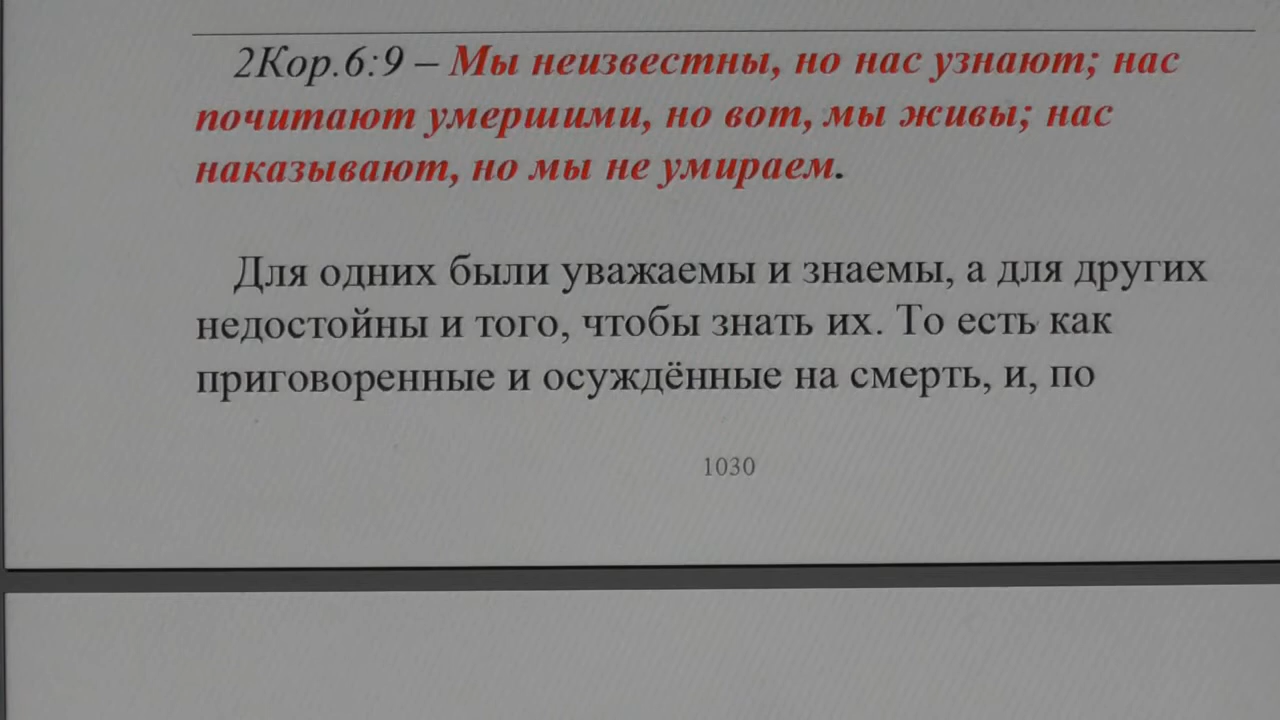 2Кор.6:9 – Мы неизвестны, но нас узнают; нас
почитают умершими, но вот, мы живы; нас
наказывают, но мы не умираем.
Для одних были уважаемы и знаемы, а для других
недостойны и того, чтобы знать их. То есть как
приговоренные и осуждённые на смерть, и, по
1030